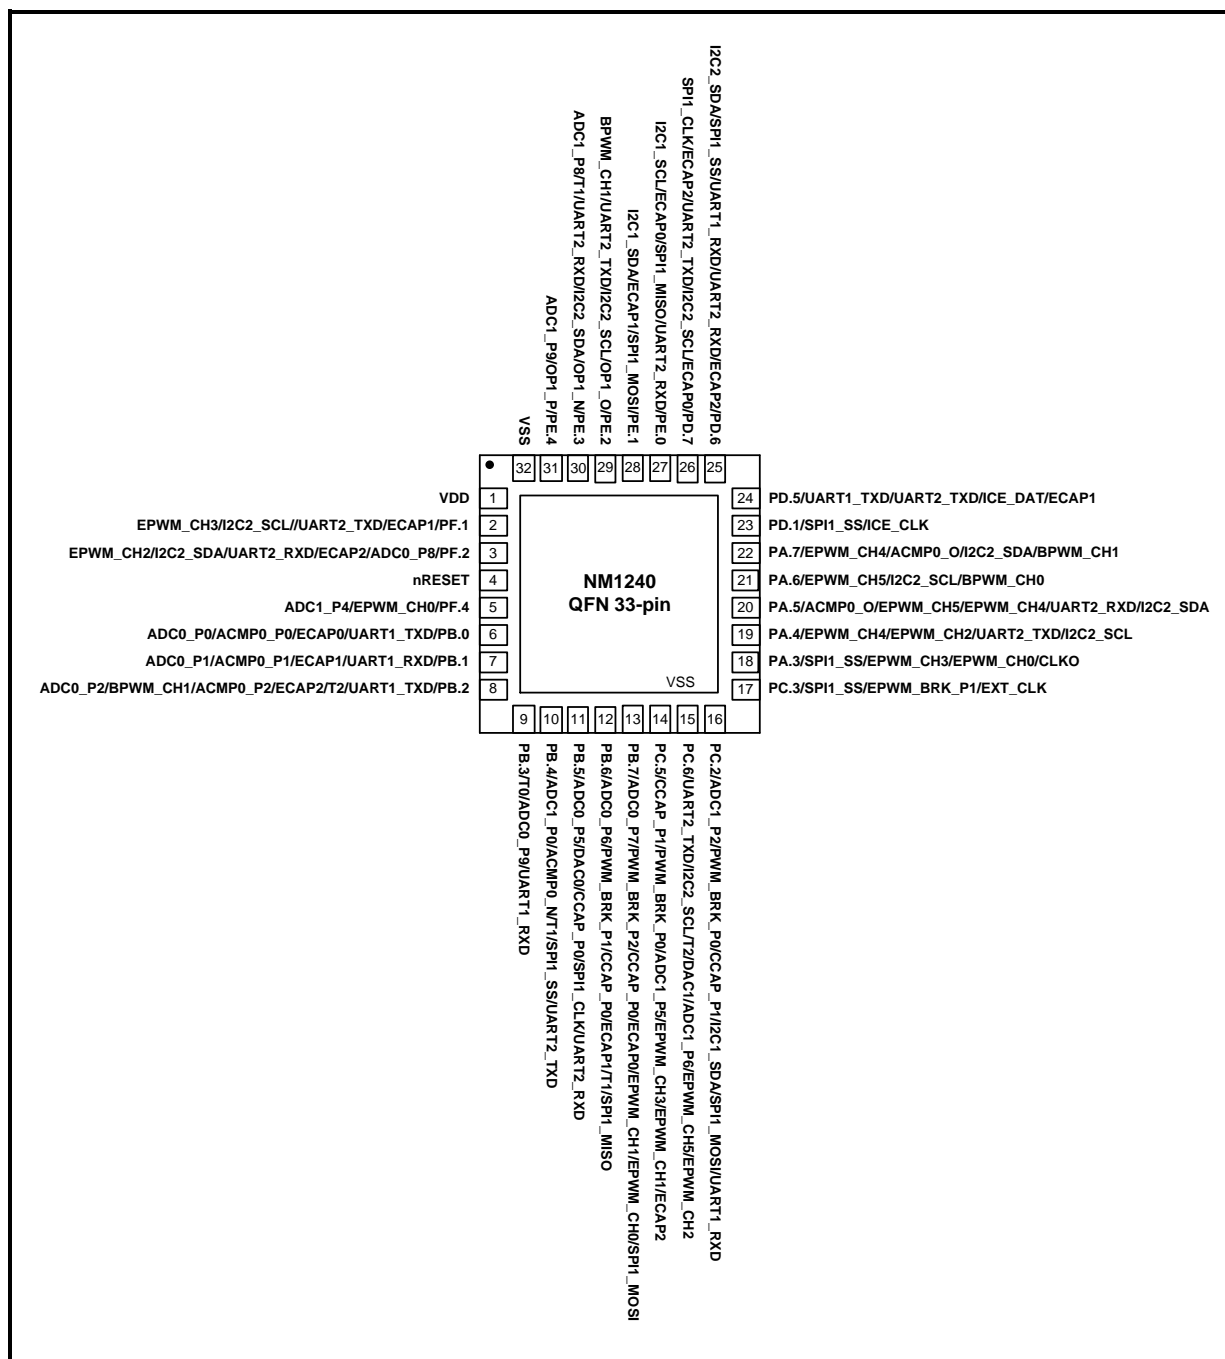 I2C2_SDA/SPI1_SS/UART1_RXD/UART2_RXD/ECAP2/PD.6
SPI1_CLK/ECAP2/UART2_TXD/I2C2_SCL/ECAP0/PD.7
I2C1_SCL/ECAP0/SPI1_MISO/UART2_RXD/PE.0
I2C1_SDA/ECAP1/SPI1_MOSI/PE.1
BPWM_CH1/UART2_TXD/I2C2_SCL/OP1_O/PE.2
ADC1_P8/T1/UART2_RXD/I2C2_SDA/OP1_N/PE.3
ADC1_P9/OP1_P/PE.4
VSS
32 31 30 29 28 27 26 25
VDD 1
EPWM_CH3/I2C2_SCL//UART2_TXD/ECAP1/PF.1 2
EPWM_CH2/I2C2_SDA/UART2_RXD/ECAP2/ADC0_P8/PF.2 3
nRESET 4
ADC1_P4/EPWM_CH0/PF.4 5
ADC0_P0/ACMP0_P0/ECAP0/UART1_TXD/PB.0 6
ADC0_P1/ACMP0_P1/ECAP1/UART1_RXD/PB.1 7
ADC0_P2/BPWM_CH1/ACMP0_P2/ECAP2/T2/UART1_TXD/PB.2 8
NM1240
QFN 33-pin
VSS
24 PD.5/UART1_TXD/UART2_TXD/ICE_DAT/ECAP1
23 PD.1/SPI1_SS/ICE_CLK
22 PA.7/EPWM_CH4/ACMP0_O/I2C2_SDA/BPWM_CH1
21 PA.6/EPWM_CH5/I2C2_SCL/BPWM_CH0
20 PA.5/ACMP0_O/EPWM_CH5/EPWM_CH4/UART2_RXD/I2C2_SDA
19 PA.4/EPWM_CH4/EPWM_CH2/UART2_TXD/I2C2_SCL
18 PA.3/SPI1_SS/EPWM_CH3/EPWM_CH0/CLKO
17 PC.3/SPI1_SS/EPWM_BRK_P1/EXT_CLK
9 10 11 12 13 14 15 16
PB.3/T0/ADC0_P9/UART1_RXD
PB.4/ADC1_P0/ACMP0_N/T1/SPI1_SS/UART2_TXD
PB.5/ADC0_P5/DAC0/CCAP_P0/SPI1_CLK/UART2_RXD
PB.6/ADC0_P6/PWM_BRK_P1/CCAP_P0/ECAP1/T1/SPI1_MISO
PB.7/ADC0_P7/PWM_BRK_P2/CCAP_P0/ECAP0/EPWM_CH1/EPWM_CH0/SPI1_MOSI
PC.5/CCAP_P1/PWM_BRK_P0/ADC1_P5/EPWM_CH3/EPWM_CH1/ECAP2
PC.6/UART2_TXD/I2C2_SCL/T2/DAC1/ADC1_P6/EPWM_CH5/EPWM_CH2
PC.2/ADC1_P2/PWM_BRK_P0/CCAP_P1/I2C1_SDA/SPI1_MOSI/UART1_RXD